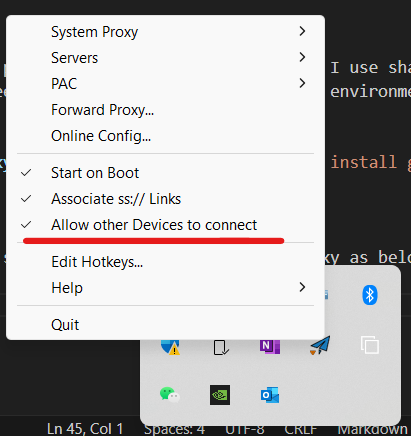 System Proxy
Servers
PAC
Forward Proxy...
Online Config...
Start on Boot
Associate ss:// Links
Allow other Devices to connect
Edit Hotkeys...
Help
Quit
I use sha
environme
install g
xy as belo
Ln 45, Col 1 Spaces: 4 UTF-8 CRLF Markdown